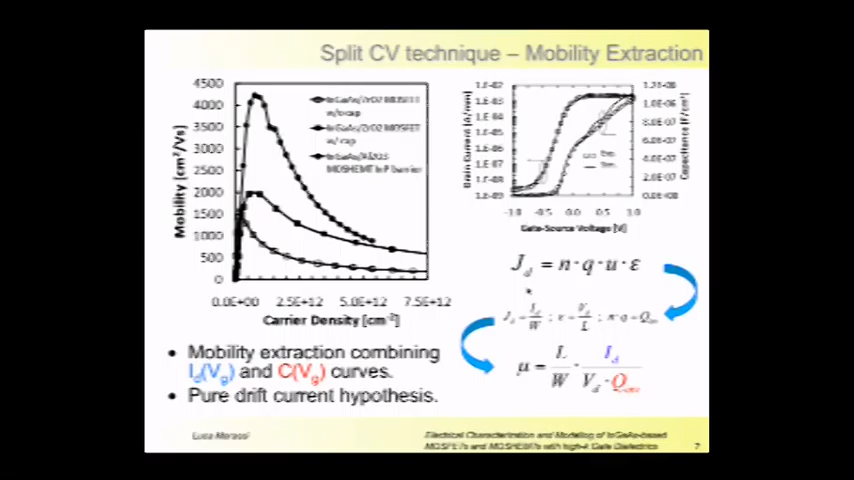 Split CV technique – Mobility Extraction
4500
4000
3500
3000
2500
2000
1500
1000
500
0
Mobility [cm²/Vs]
0.0E+00 2.5E+12 5.0E+12 7.5E+12
Carrier Density [cm⁻²]
InGaAs/ZrO2 MOSFET
InGaAs/ZrO2 MOSFET
w/ cap
InGaAs/Al2O3
MOSHEMT InP barrier
1.E-02
1.E-03
1.E-04
1.E-05
1.E-06
1.E-07
1.E-08
1.E-09
Drain Current [A/mm]
1.2E-06
1.0E-06
8.0E-07
6.0E-07
4.0E-07
2.0E-07
0.0E+00
Capacitance [F/cm²]
-1.0 -0.5 0.0 0.5 1.0
Gate-Source Voltage [V]
J_d = n·q·u·ε
μ = L/W · I_d/(V_d·Q_inv)
• Mobility extraction combining
I_d(V_g) and C(V_g) curves.
• Pure drift current hypothesis.
Luca Morassi
Electrical Characterization and Modelling of InGaAs-based
MOSFETs and MOSHEMTs with high-k Gate Dielectrics
7